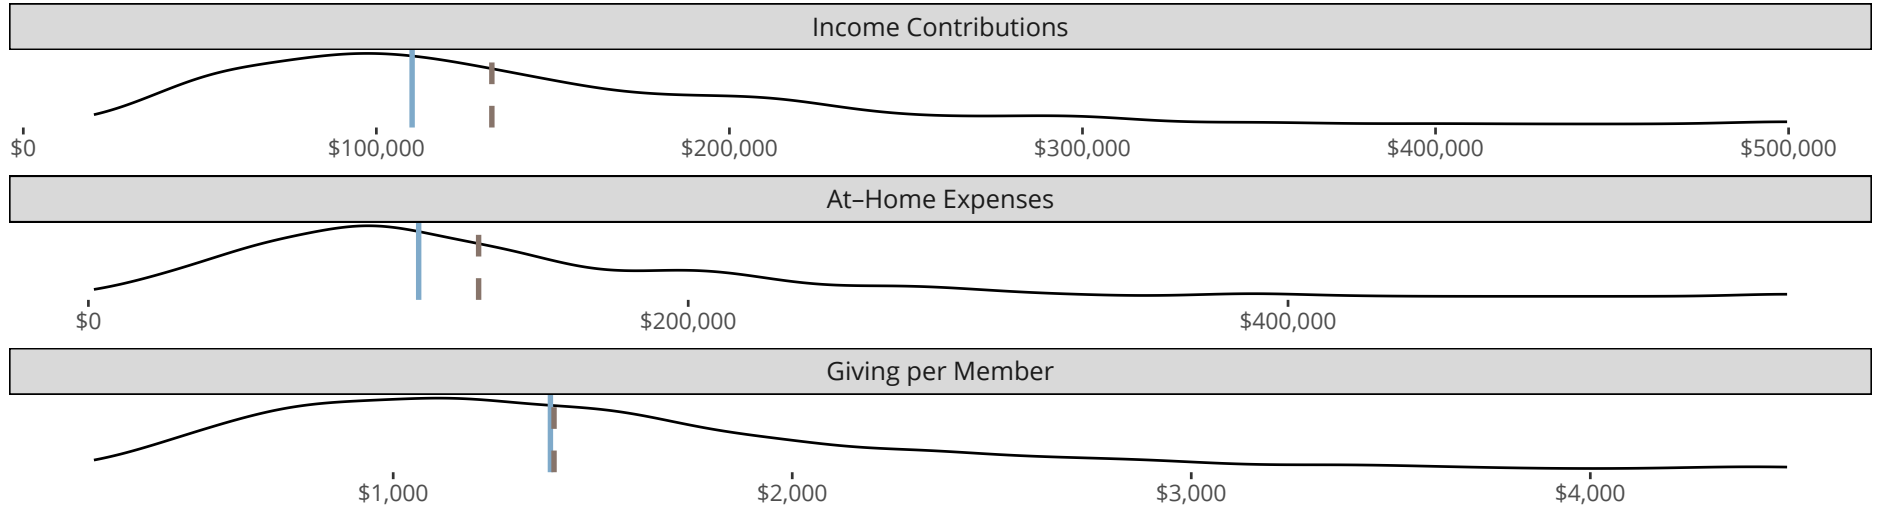 Income Contributions
$0 $100,000 $200,000 $300,000 $400,000 $500,000
At–Home Expenses
$0 $200,000 $400,000
Giving per Member
$1,000 $2,000 $3,000 $4,000